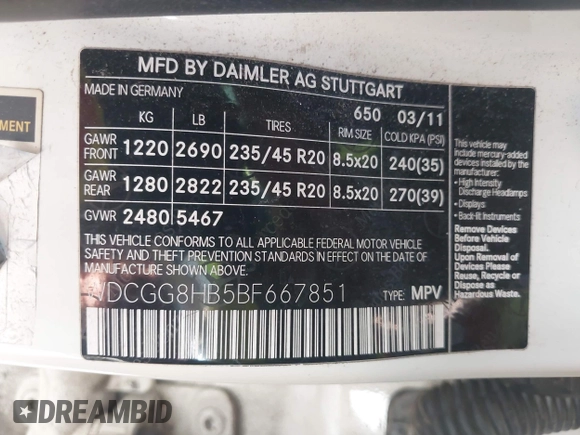 MFD BY DAIMLER AG STUTTGART
MADE IN GERMANY
650 03/11
KG LB TIRES RIM SIZE COLD KPA (PSI)
GAWR FRONT 1220 2690 235/45 R20 8.5x20 240(35)
GAWR REAR 1280 2822 235/45 R20 8.5x20 270(39)
GVWR 2480 5467
THIS VEHICLE CONFORMS TO ALL APPLICABLE FEDERAL MOTOR VEHICLE
SAFETY AND THEFT PREVENTION STANDARDS IN EFFECT ON THE DATE
OF MANUFACTURE SHOWN ABOVE.
WDCGG8HB5BF667851
TYPE: MPV
This vehicle may
include mercury-added
devices installed by the
manufacturer:
• High Intensity
Discharge Headlamps
• Displays
• Back-lit Instruments
Remove Devices
Before Vehicle
Disposal.
Upon Removal of
Devices Please
Reuse, Recycle
or Dispose as
Hazardous Waste.
DREAMBID